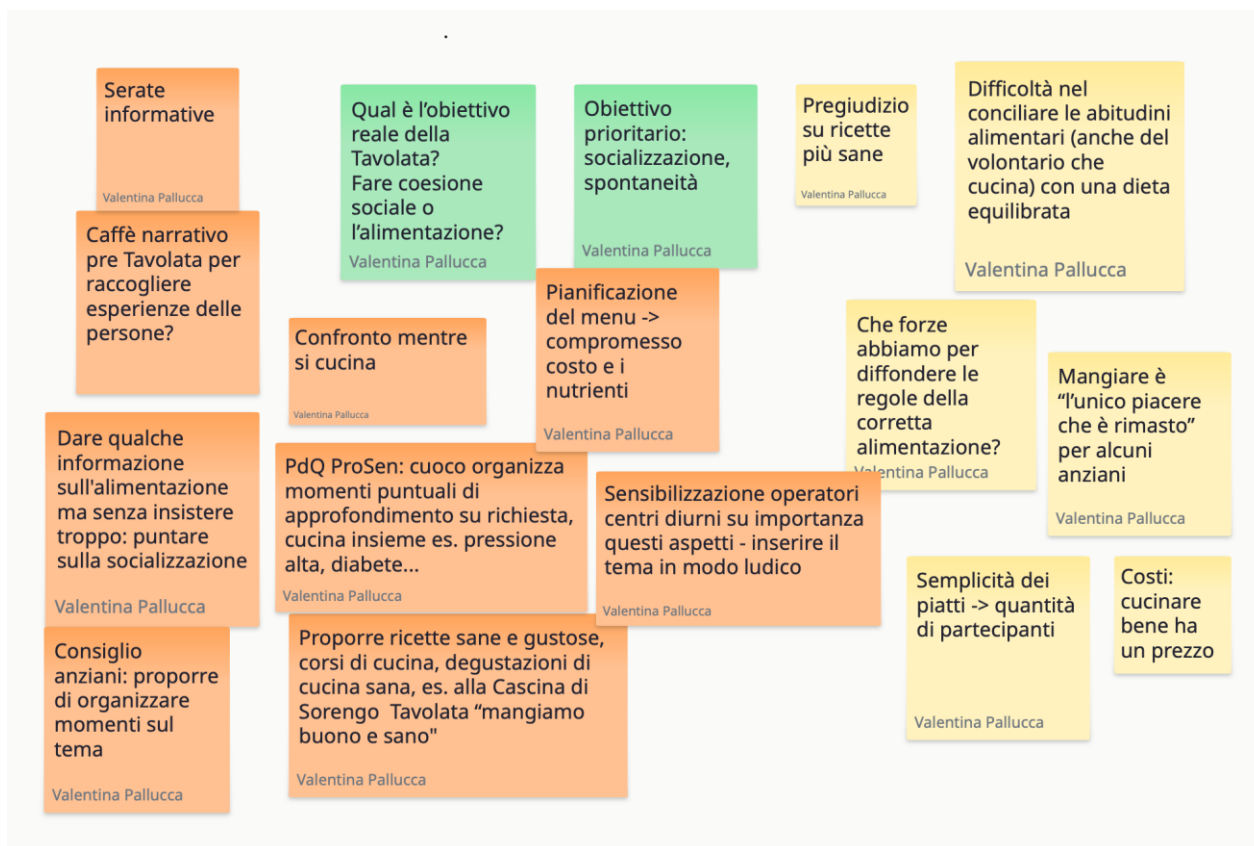 Serate
informative
Valentina Pallucca
Caffè narrativo
pre Tavolata per
raccogliere
esperienze delle
persone?
Dare qualche
informazione
sull'alimentazione
ma senza insistere
troppo: puntare
sulla socializzazione
Valentina Pallucca
Consiglio
anziani: proporre
di organizzare
momenti sul
tema
Valentina Pallucca
Qual è l’obiettivo
reale della
Tavolata?
Fare coesione
sociale o
l’alimentazione?
Valentina Pallucca
Confronto mentre
si cucina
Valentina Pallucca
PdQ ProSen: cuoco organizza
momenti puntuali di
approfondimento su richiesta,
cucina insieme es. pressione
alta, diabete...
Valentina Pallucca
Proporre ricette sane e gustose,
corsi di cucina, degustazioni di
cucina sana, es. alla Cascina di
Sorengo Tavolata “mangiamo
buono e sano"
Valentina Pallucca
Obiettivo
prioritario:
socializzazione,
spontaneità
Valentina Pallucca
Pianificazione
del menu ->
compromesso
costo e i
nutrienti
Valentina Pallucca
Sensibilizzazione operatori
centri diurni su importanza
questi aspetti - inserire il
tema in modo ludico
Valentina Pallucca
Pregiudizio
su ricette
più sane
Valentina Pallucca
Difficoltà nel
conciliare le abitudini
alimentari (anche del
volontario che
cucina) con una dieta
equilibrata
Valentina Pallucca
Che forze
abbiamo per
diffondere le
regole della
corretta
alimentazione?
Valentina Pallucca
Mangiare è
“l’unico piacere
che è rimasto”
per alcuni
anziani
Valentina Pallucca
Semplicità dei
piatti -> quantità
di partecipanti
Valentina Pallucca
Costi:
cucinare
bene ha
un prezzo